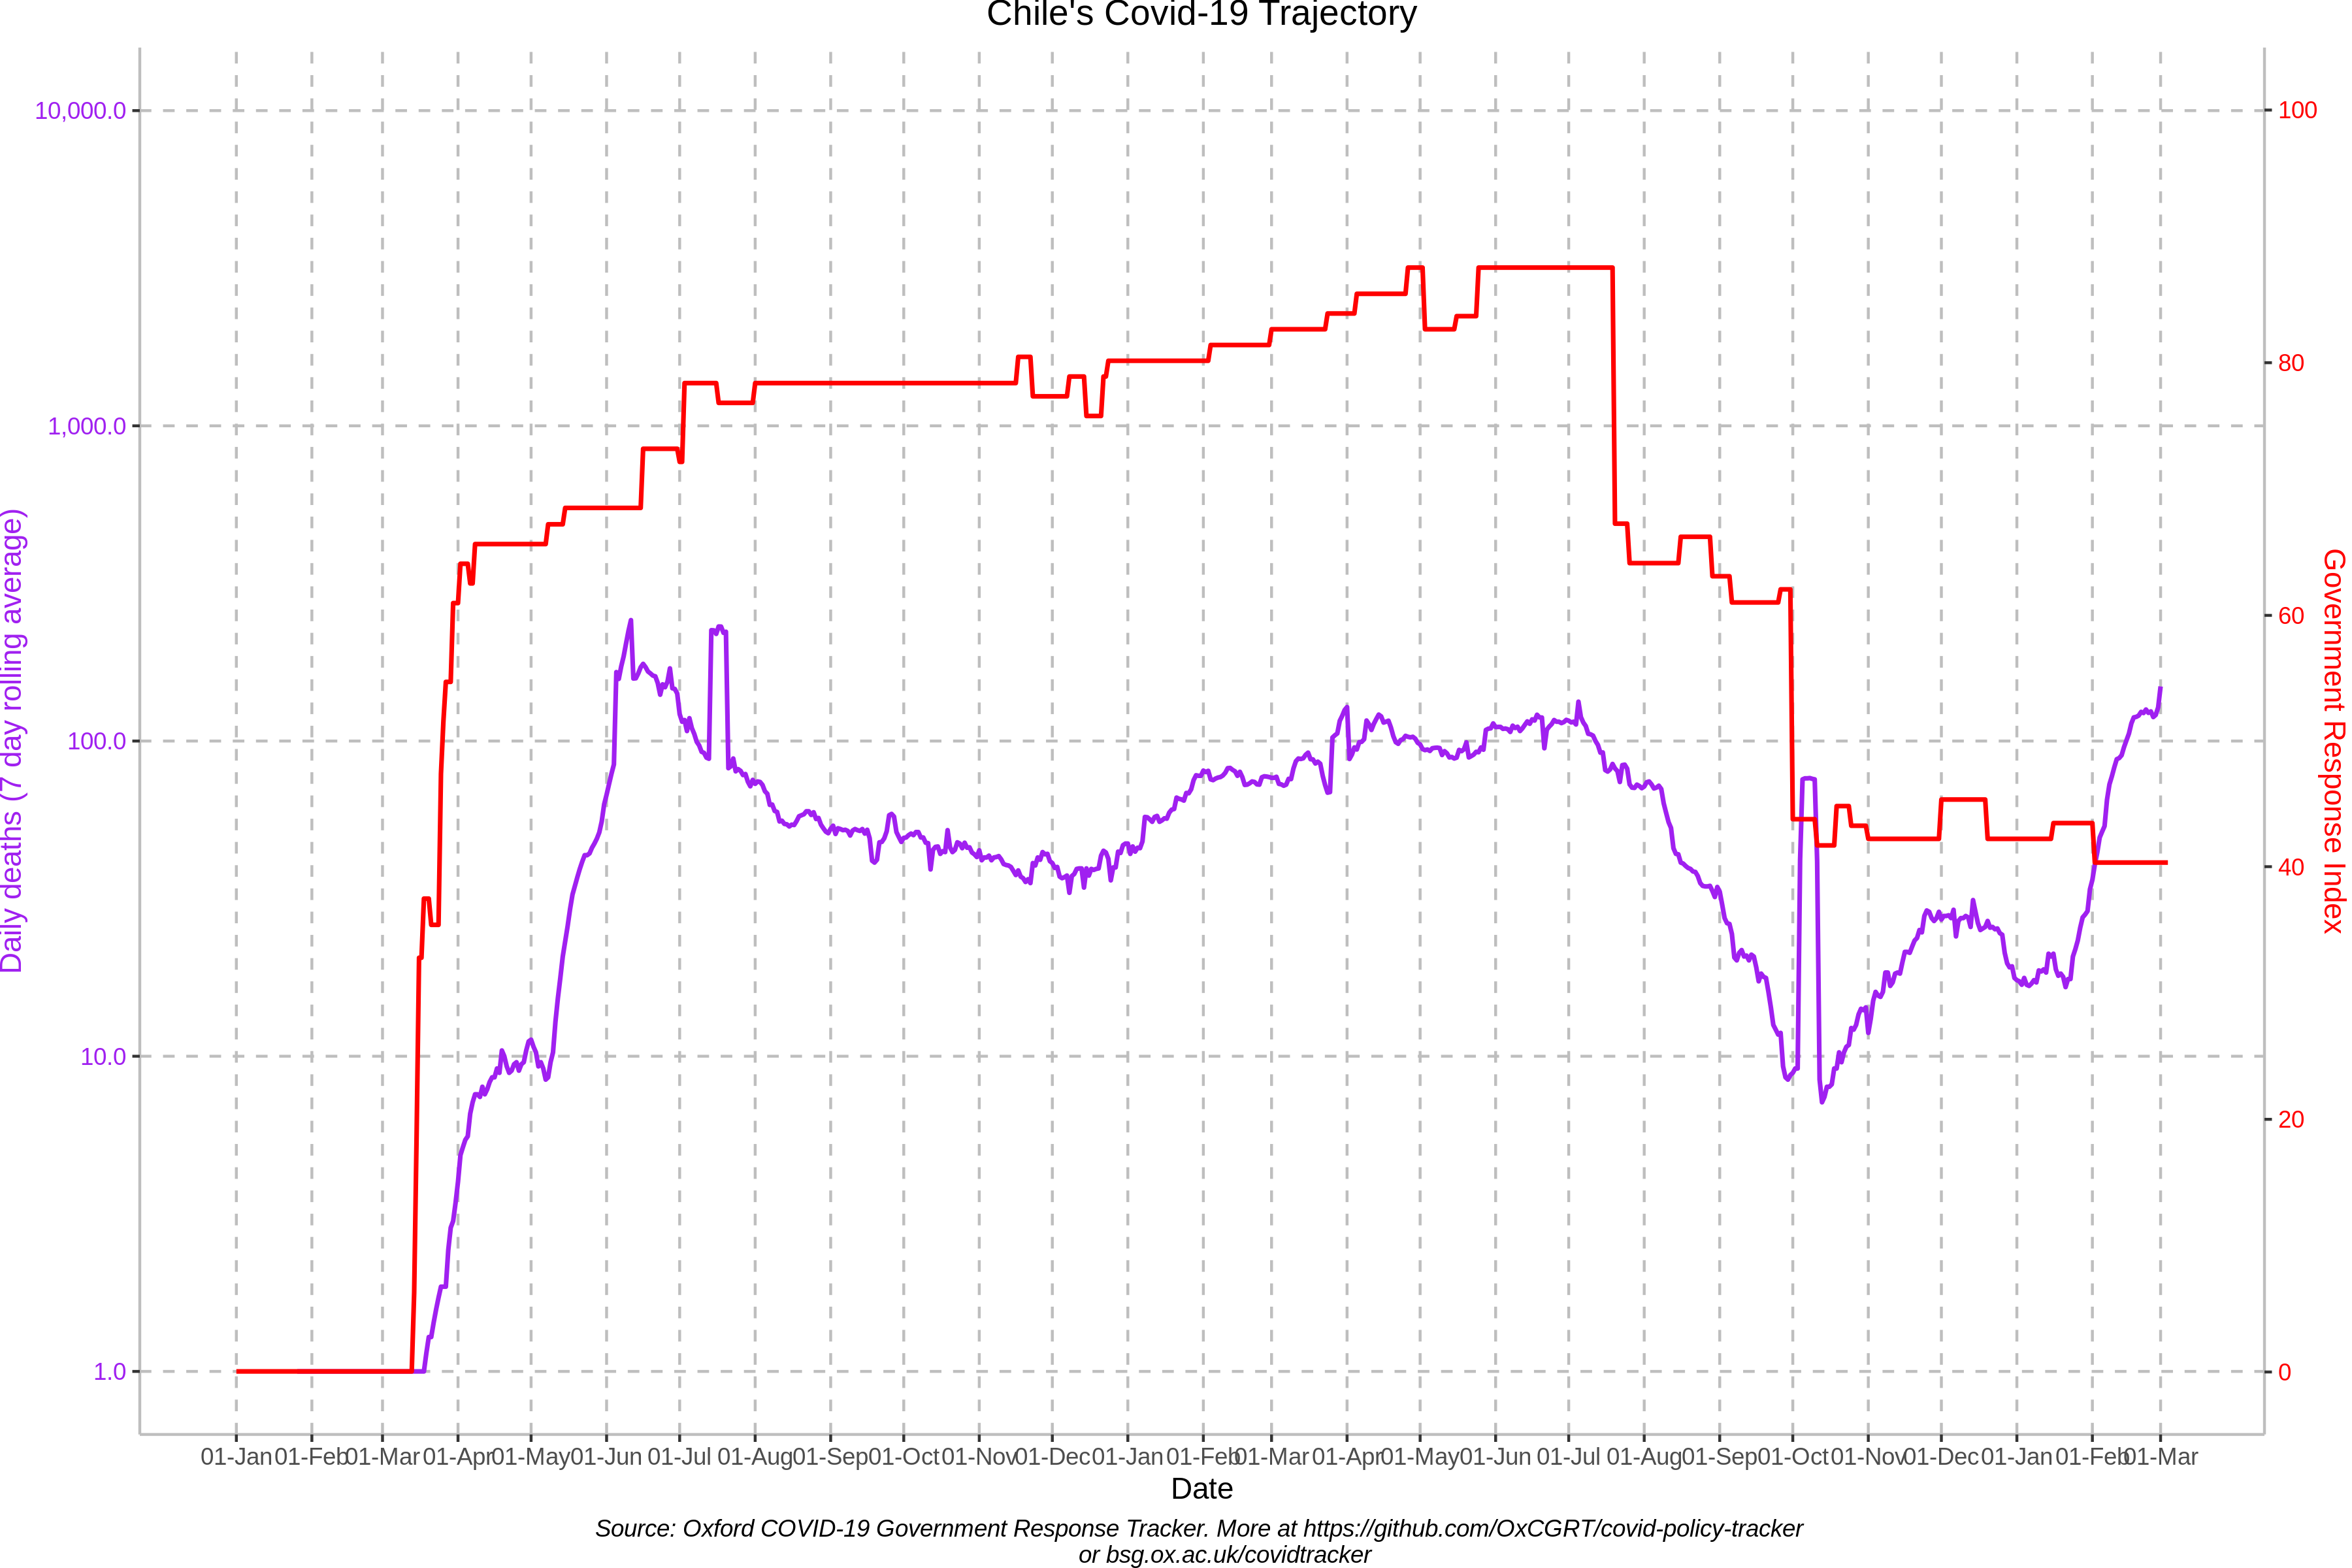 Chile's Covid-19 Trajectory
10,000.0
1,000.0
100.0
10.0
1.0
Daily deaths (7 day rolling average)
100
80
60
40
20
0
Government Response Index
01-Jan 01-Feb 01-Mar 01-Apr 01-May 01-Jun 01-Jul 01-Aug 01-Sep 01-Oct 01-Nov 01-Dec 01-Jan 01-Feb 01-Mar 01-Apr 01-May 01-Jun 01-Jul 01-Aug 01-Sep 01-Oct 01-Nov 01-Dec 01-Jan 01-Feb 01-Mar
Date
Source: Oxford COVID-19 Government Response Tracker. More at https://github.com/OxCGRT/covid-policy-tracker
or bsg.ox.ac.uk/covidtracker